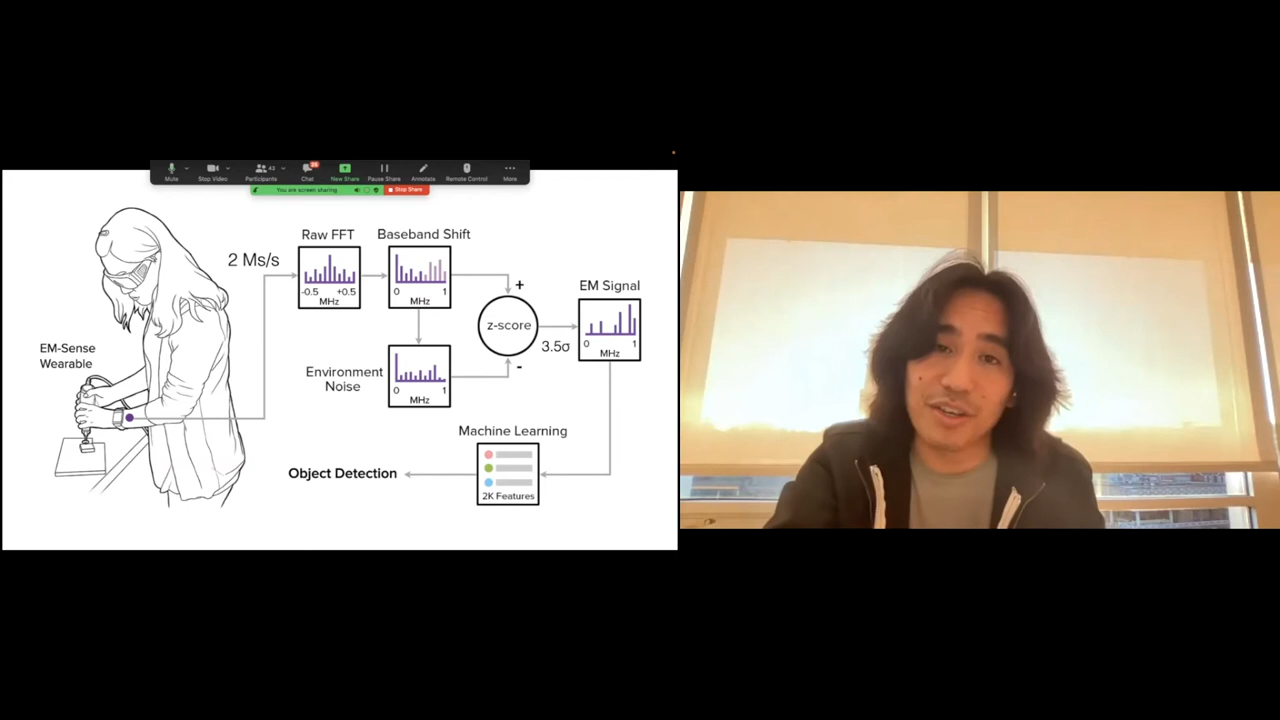 Mute
Stop Video
43
Participants
28
Chat
New Share
Pause Share
Annotate
Remote Control
More
You are screen sharing
Stop Share
EM-Sense
Wearable
2 Ms/s
Raw FFT
-0.5 +0.5
MHz
Baseband Shift
0 1
MHz
Environment
Noise
0 1
MHz
+
z-score
-
3.5σ
EM Signal
0 1
MHz
Machine Learning
2K Features
Object Detection